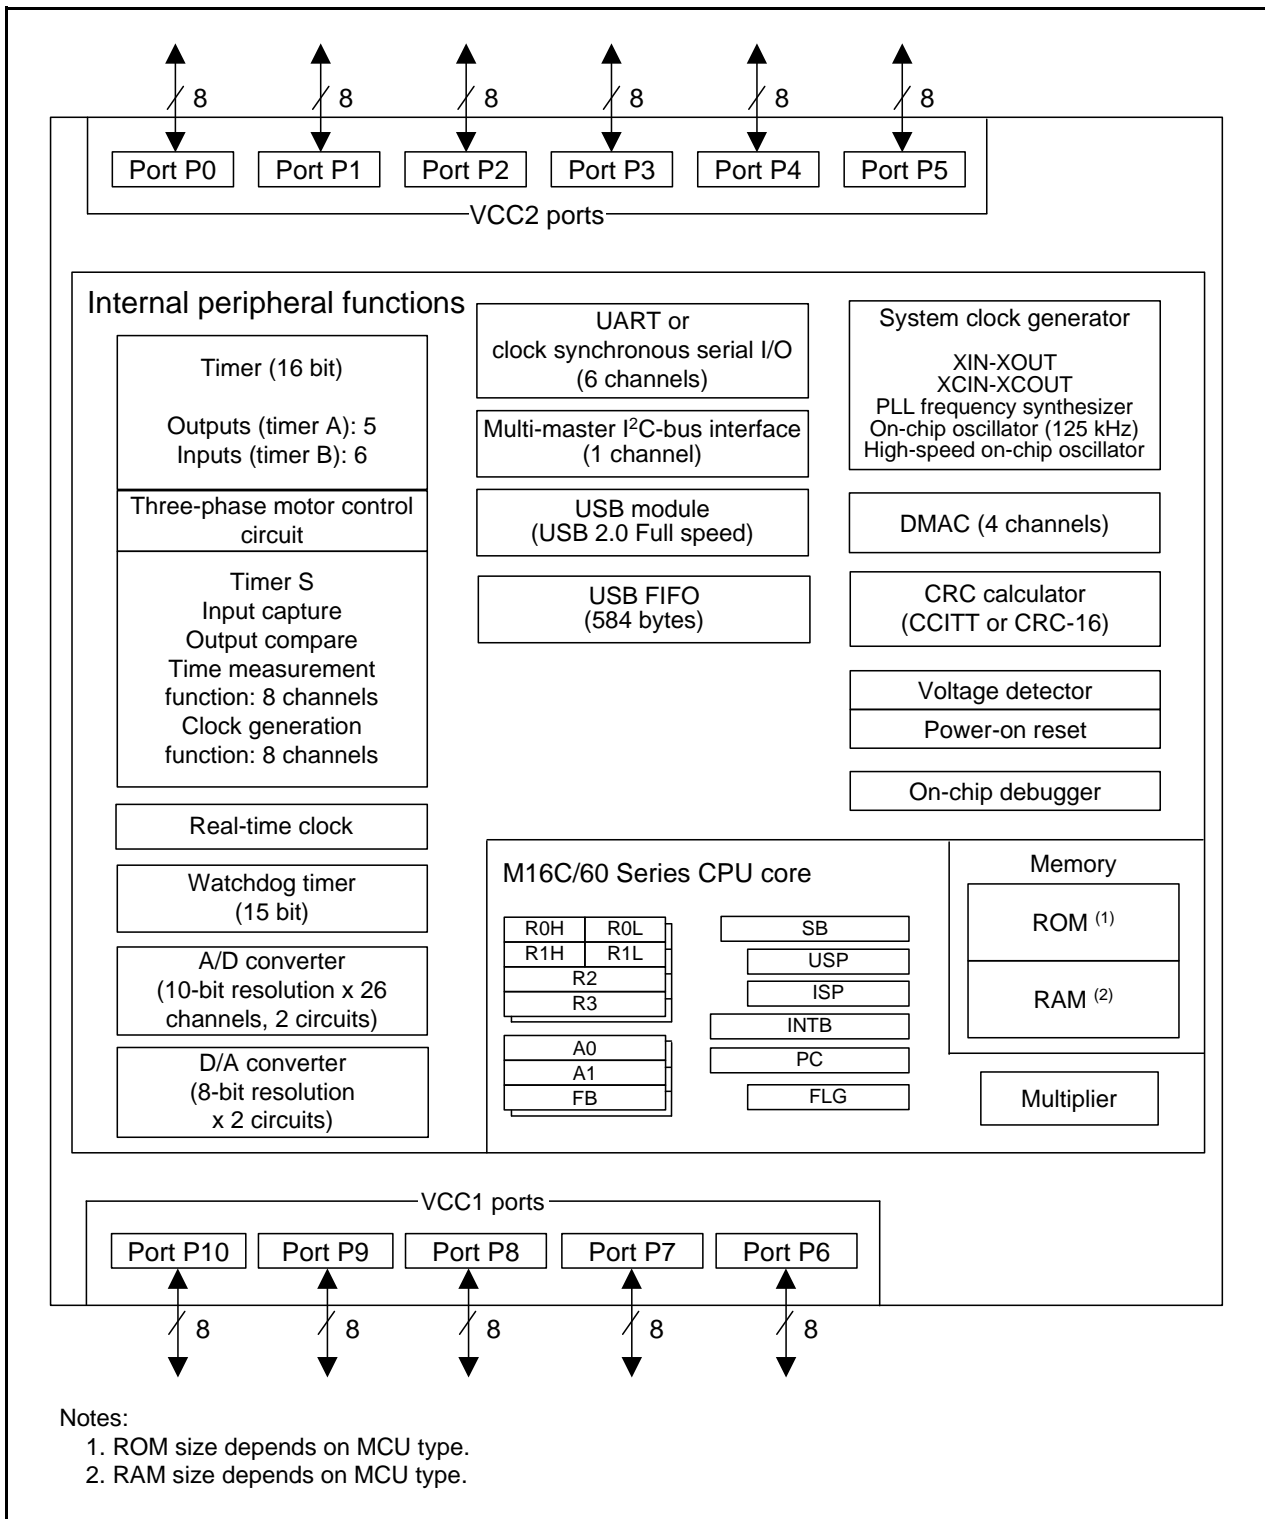 8 8 8 8 8 8
Port P0 Port P1 Port P2 Port P3 Port P4 Port P5
VCC2 ports
Internal peripheral functions
Timer (16 bit)
Outputs (timer A): 5
Inputs (timer B): 6
Three-phase motor control
circuit
Timer S
Input capture
Output compare
Time measurement
function: 8 channels
Clock generation
function: 8 channels
Real-time clock
Watchdog timer
(15 bit)
A/D converter
(10-bit resolution x 26
channels, 2 circuits)
D/A converter
(8-bit resolution
x 2 circuits)
UART or
clock synchronous serial I/O
(6 channels)
Multi-master I²C-bus interface
(1 channel)
USB module
(USB 2.0 Full speed)
USB FIFO
(584 bytes)
System clock generator
XIN-XOUT
XCIN-XCOUT
PLL frequency synthesizer
On-chip oscillator (125 kHz)
High-speed on-chip oscillator
DMAC (4 channels)
CRC calculator
(CCITT or CRC-16)
Voltage detector
Power-on reset
On-chip debugger
M16C/60 Series CPU core
R0H R0L
R1H R1L
R2
R3
A0
A1
FB
SB
USP
ISP
INTB
PC
FLG
Memory
ROM (1)
RAM (2)
Multiplier
VCC1 ports
Port P10 Port P9 Port P8 Port P7 Port P6
8 8 8 8 8
Notes:
1. ROM size depends on MCU type.
2. RAM size depends on MCU type.